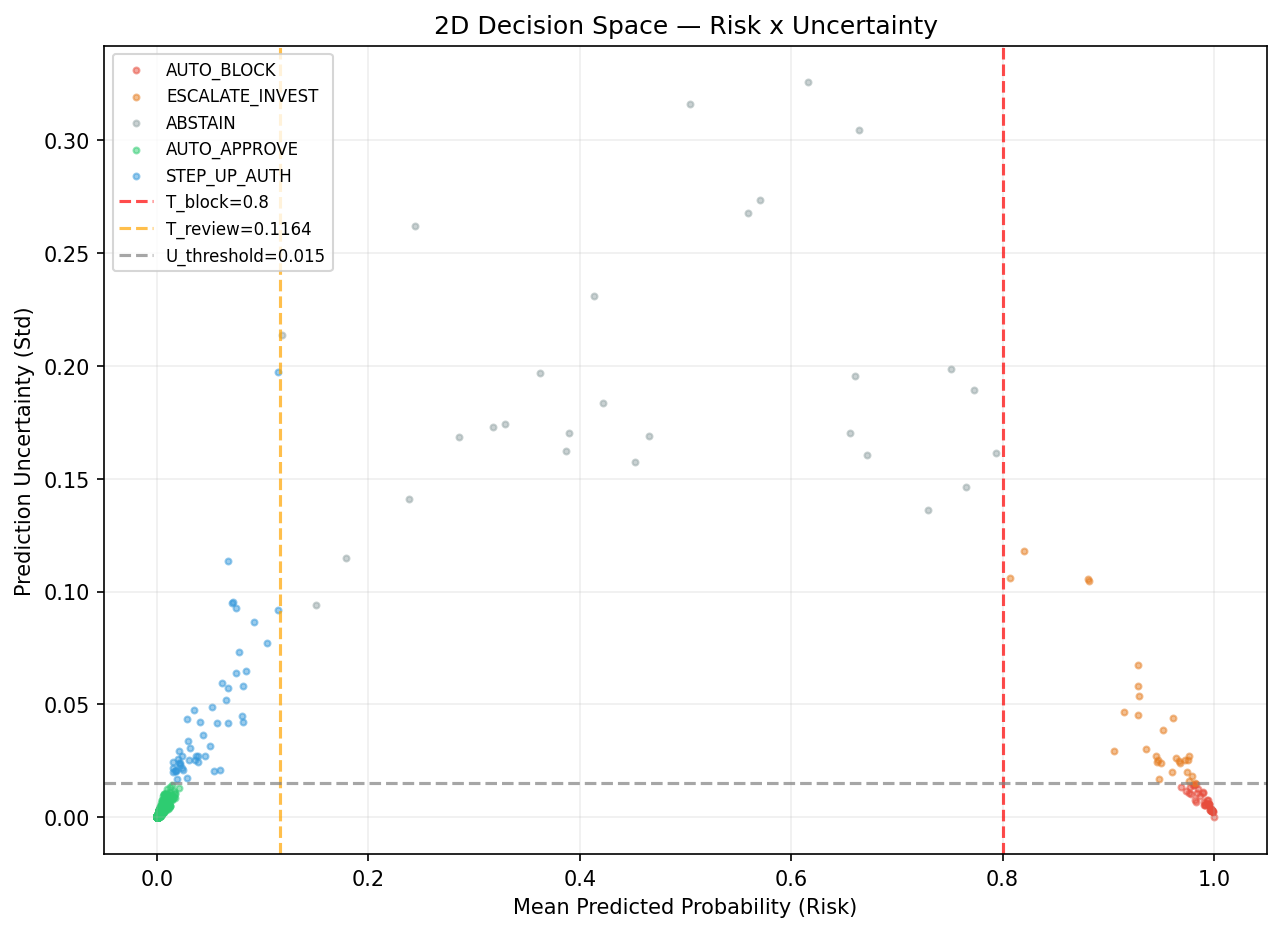 2D Decision Space — Risk x Uncertainty
AUTO_BLOCK
ESCALATE_INVEST
ABSTAIN
AUTO_APPROVE
STEP_UP_AUTH
T_block=0.8
T_review=0.1164
U_threshold=0.015
Prediction Uncertainty (Std)
0.30
0.25
0.20
0.15
0.10
0.05
0.00
0.0 0.2 0.4 0.6 0.8 1.0
Mean Predicted Probability (Risk)